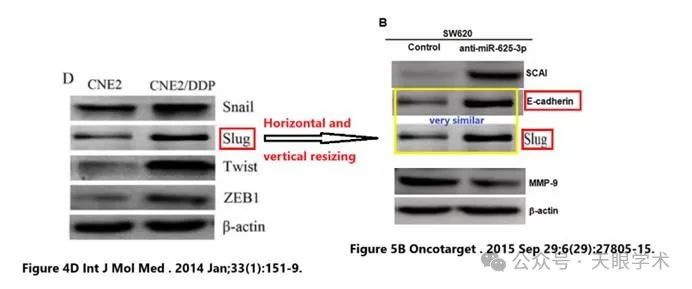 B
SW620
Control anti-miR-625-3p
SCAI
E-cadherin
very similar
Slug
MMP-9
β-actin
Figure 5B Oncotarget . 2015 Sep 29;6(29):27805-15.
D
CNE2 CNE2/DDP
Snail
Slug
Twist
ZEB1
β-actin
Horizontal and
vertical resizing
Figure 4D Int J Mol Med . 2014 Jan;33(1):151-9.
公众号 · 天眼学术